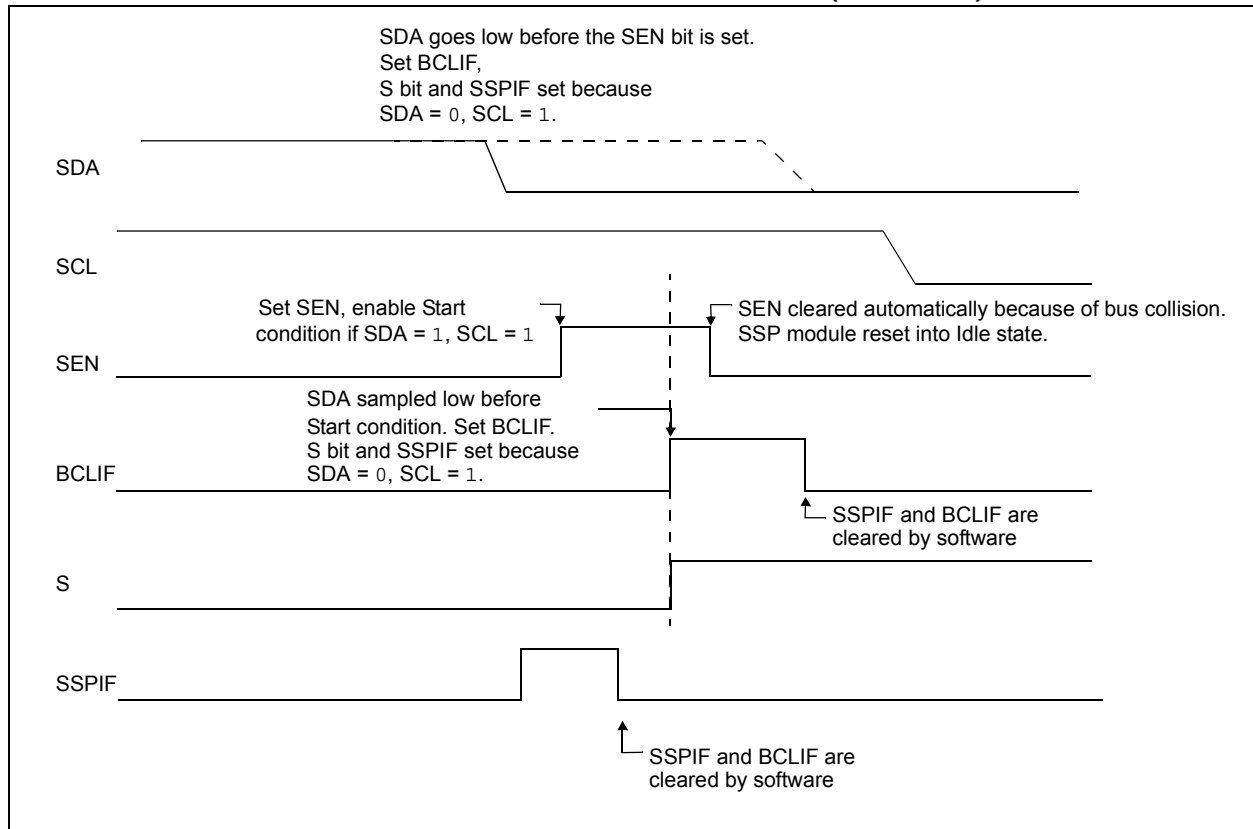 SDA goes low before the SEN bit is set.
Set BCLIF,
S bit and SSPIF set because
SDA = 0, SCL = 1.
SDA
SCL
Set SEN, enable Start
condition if SDA = 1, SCL = 1
SEN cleared automatically because of bus collision.
SSP module reset into Idle state.
SEN
SDA sampled low before
Start condition. Set BCLIF.
S bit and SSPIF set because
SDA = 0, SCL = 1.
BCLIF
SSPIF and BCLIF are
cleared by software
S
SSPIF
SSPIF and BCLIF are
cleared by software